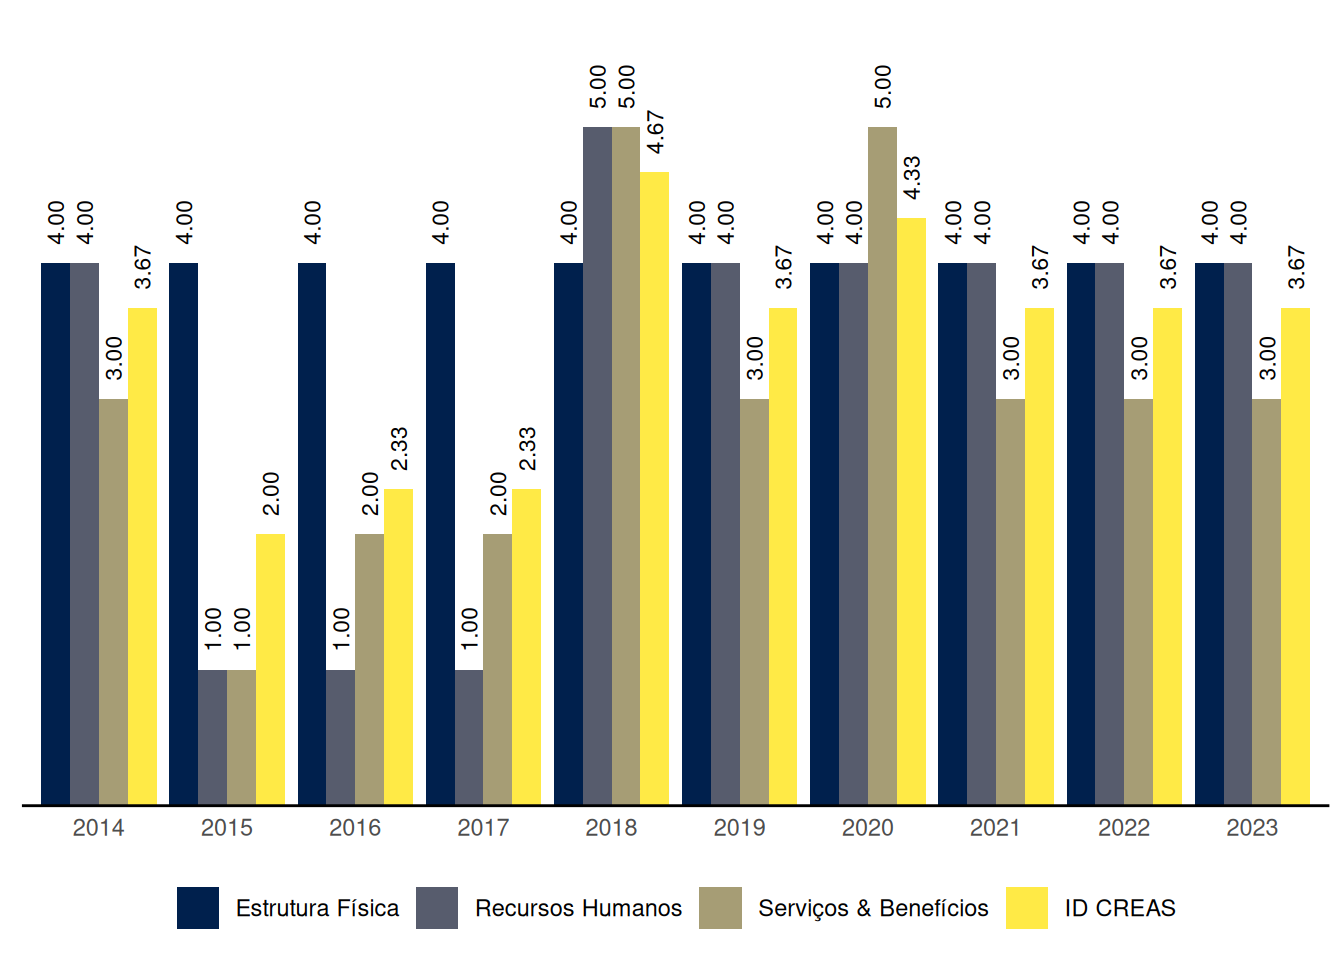 5.00 5.00 5.00
4.67
4.33
4.00 4.00 4.00 4.00 4.00 4.00 4.00 4.00 4.00 4.00 4.00 4.00 4.00 4.00 4.00 4.00
3.67 3.67 3.67 3.67 3.67
3.00 3.00 3.00 3.00 3.00
2.33 2.33
2.00 2.00 2.00
1.00 1.00 1.00 1.00
2014 2015 2016 2017 2018 2019 2020 2021 2022 2023
Estrutura Física Recursos Humanos Serviços & Benefícios ID CREAS